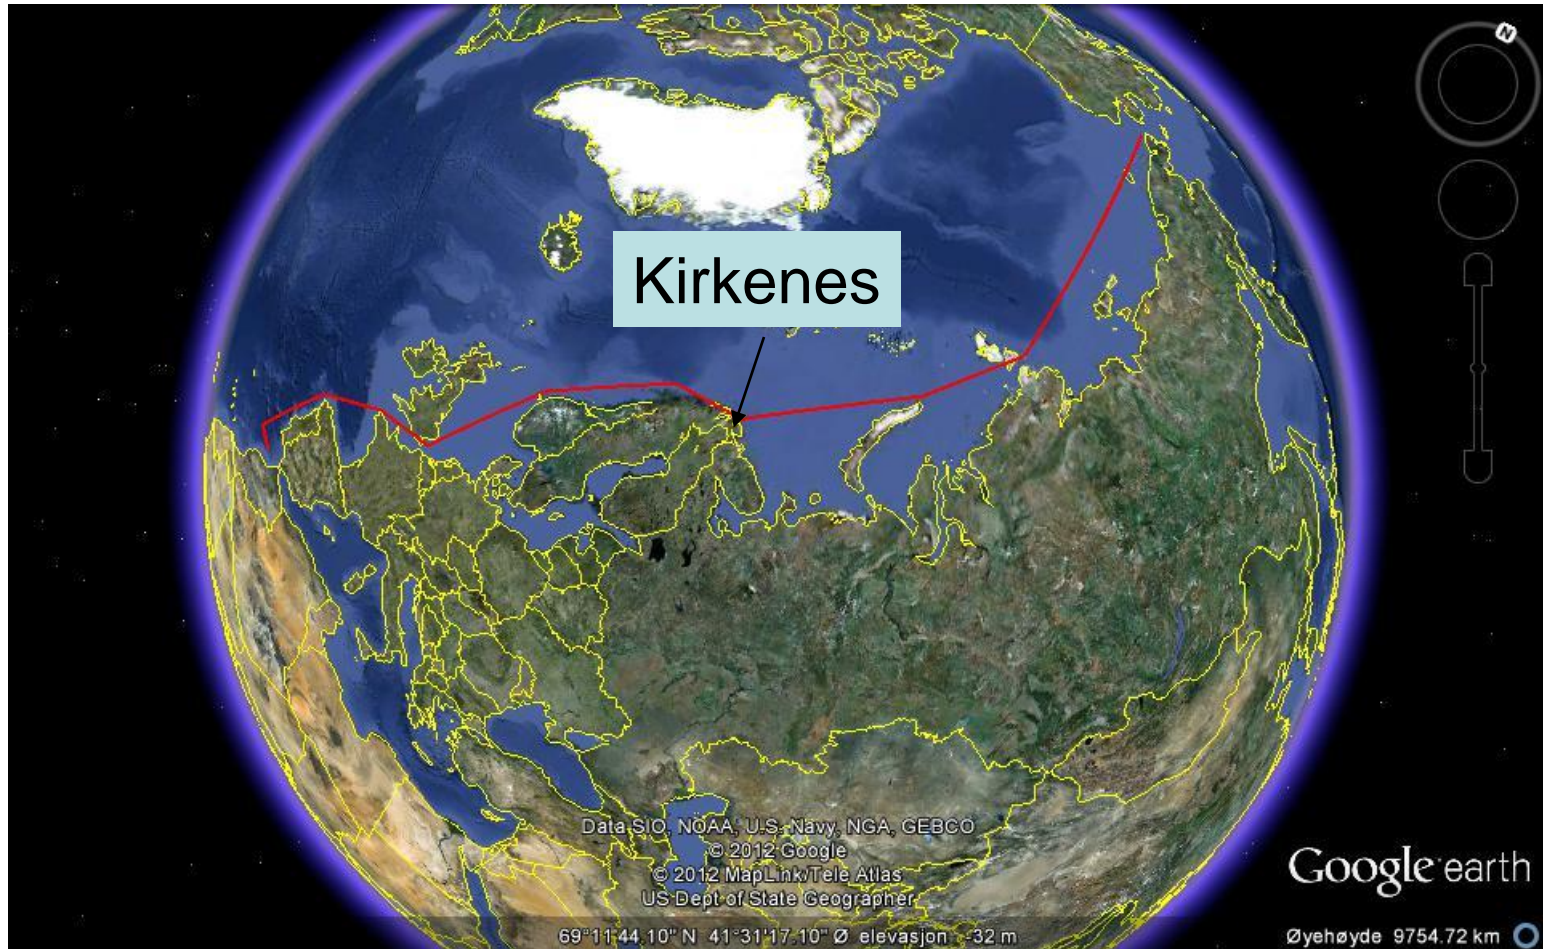 N
Kirkenes
Data SIO, NOAA, U.S. Navy, NGA, GEBCO
© 2012 Google
© 2012 MapLink/Tele Atlas
US Dept of State Geographer
Google earth
69°11'44.10" N 41°31'17.10" Ø elevasjon -32 m
Øyehøyde 9754.72 km